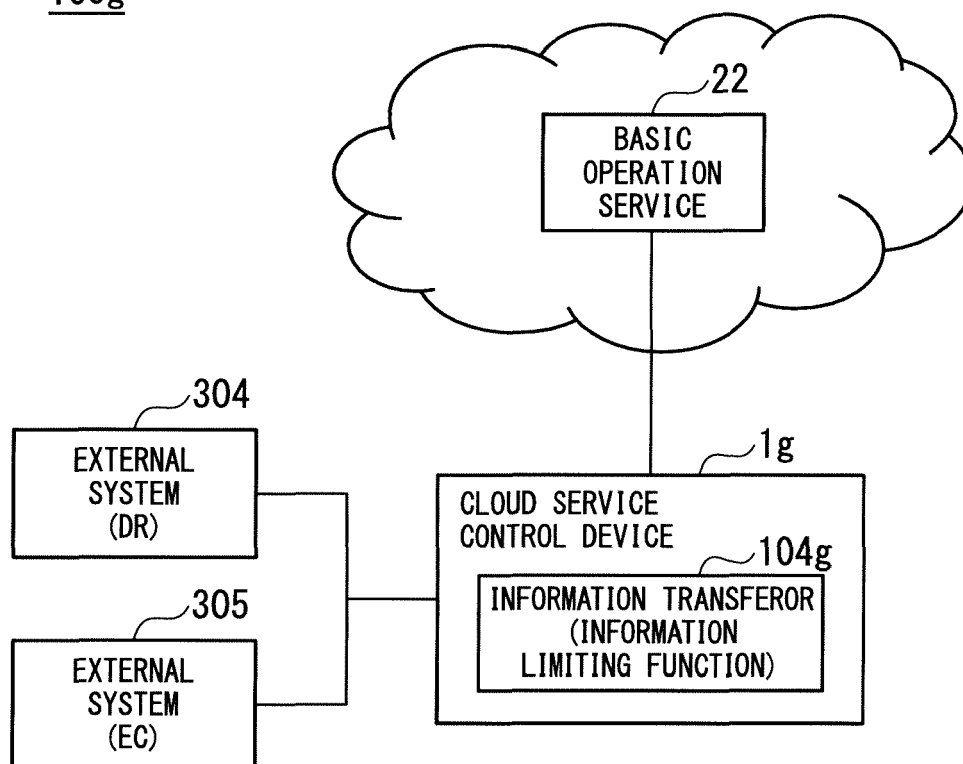 22
BASIC
OPERATION
SERVICE
304
EXTERNAL
SYSTEM
(DR)
1g
CLOUD SERVICE
CONTROL DEVICE
104g
INFORMATION TRANSFEROR
(INFORMATION
LIMITING FUNCTION)
305
EXTERNAL
SYSTEM
(EC)